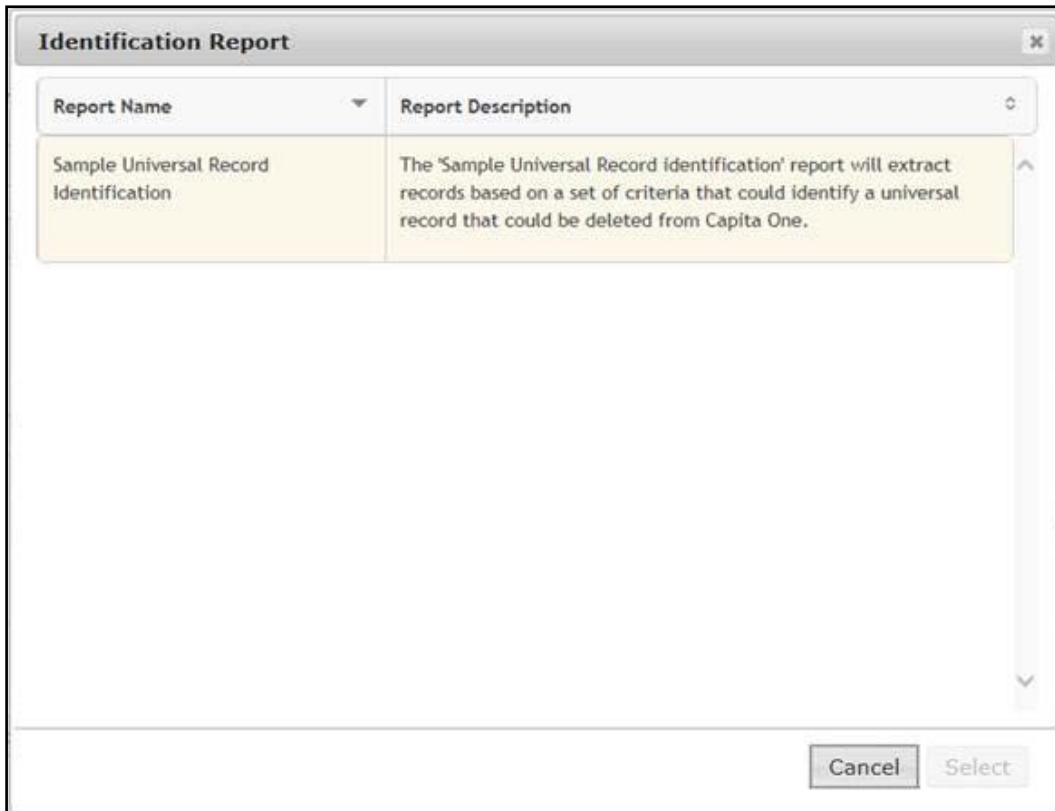 Identification Report
Report Name
Report Description
Sample Universal Record
Identification
The 'Sample Universal Record identification' report will extract
records based on a set of criteria that could identify a universal
record that could be deleted from Capita One.
Cancel
Select